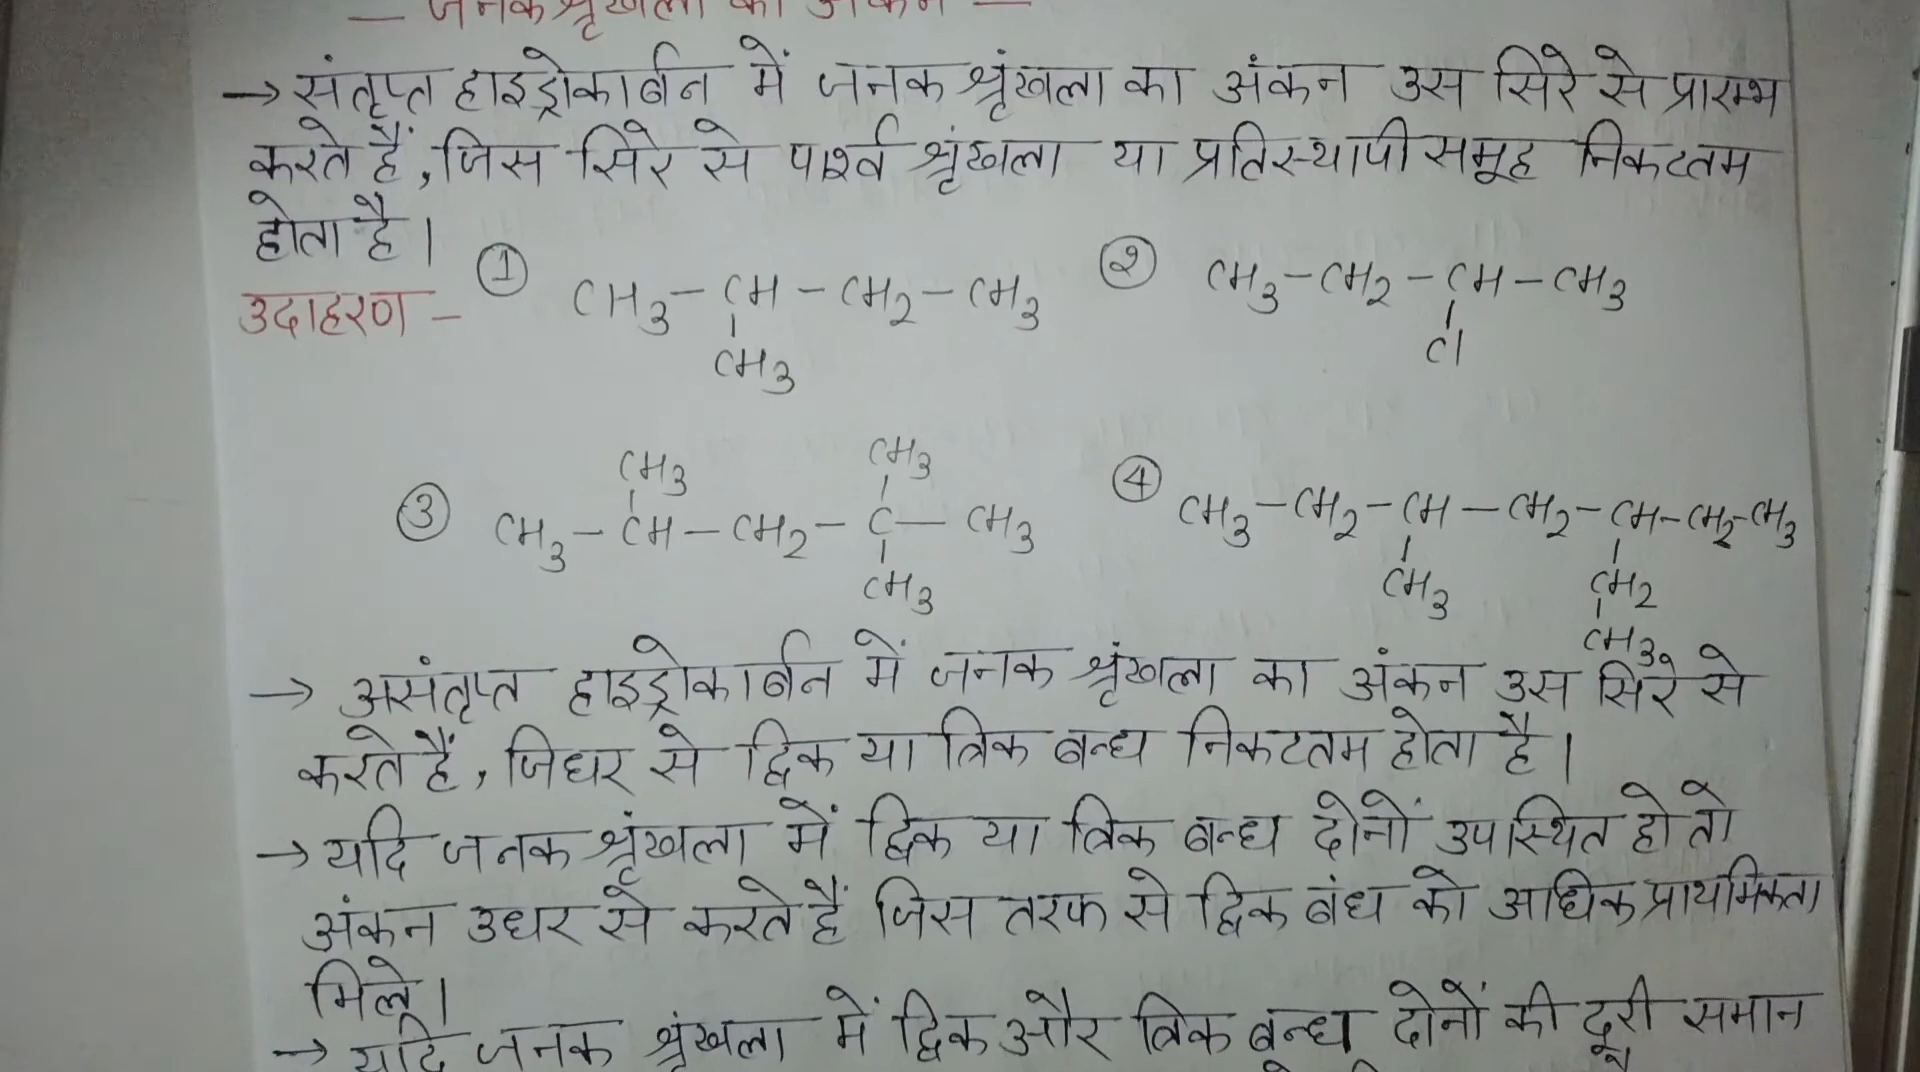 — जनक श्रृंखला का अंकन —
→ संतृप्त हाइड्रोकार्बन में जनक श्रृंखला का अंकन उस सिरे से प्रारम्भ
करते हैं, जिस सिरे से पार्श्व श्रृंखला या प्रतिस्थापी समूह निकटतम
होता है।
उदाहरण –
① CH3 – CH – CH2 – CH3
CH3
② CH3 – CH2 – CH – CH3
Cl
CH3 CH3
③ CH3 – CH – CH2 – C – CH3
CH3
④ CH3 – CH2 – CH – CH2 – CH – CH2 – CH3
CH3 CH2
CH3
→ असंतृप्त हाइड्रोकार्बन में जनक श्रृंखला का अंकन उस सिरे से
करते हैं, जिधर से द्विक या त्रिक बन्ध निकटतम होता है।
→ यदि जनक श्रृंखला में द्विक या त्रिक बन्ध दोनों उपस्थित हो तो
अंकन उधर से करते हैं जिस तरफ से द्विक बंध को अधिक प्राथमिकता
मिले।
→ यदि जनक श्रृंखला में द्विक और त्रिक बन्ध दोनों की दूरी समान